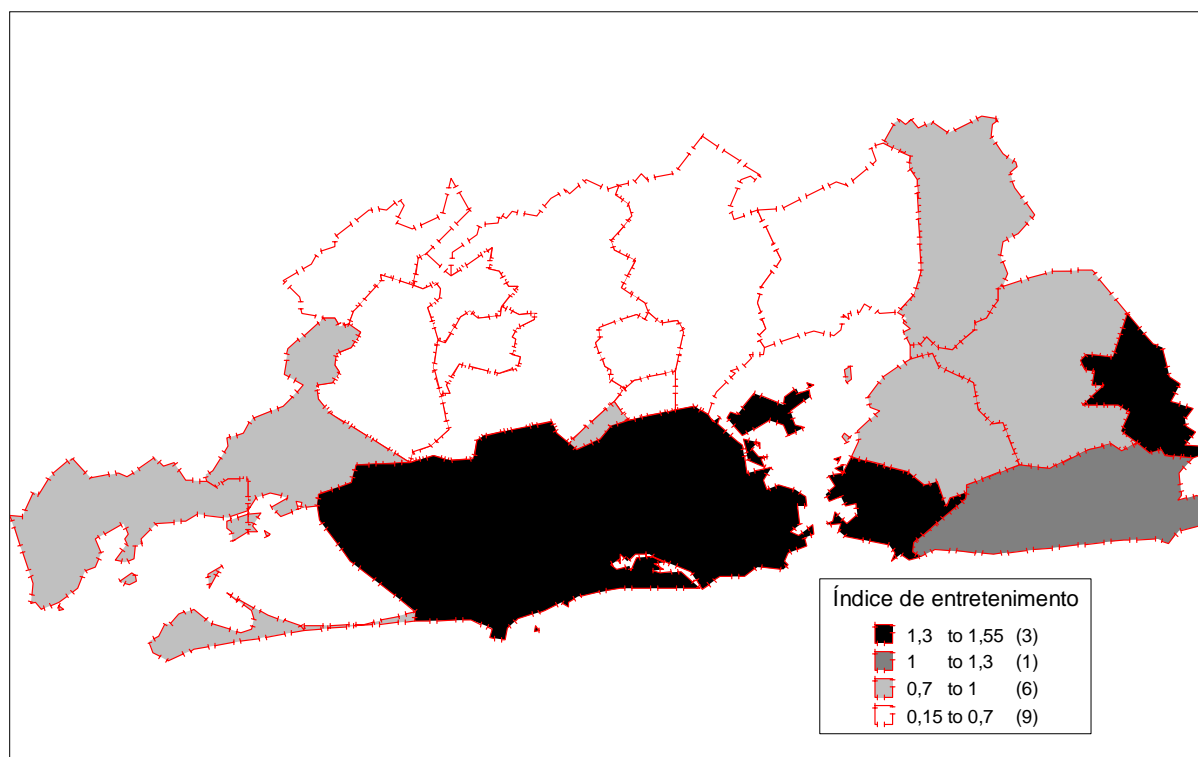 Índice de entretenimento
1,3 to 1,55 (3)
1 to 1,3 (1)
0,7 to 1 (6)
0,15 to 0,7 (9)